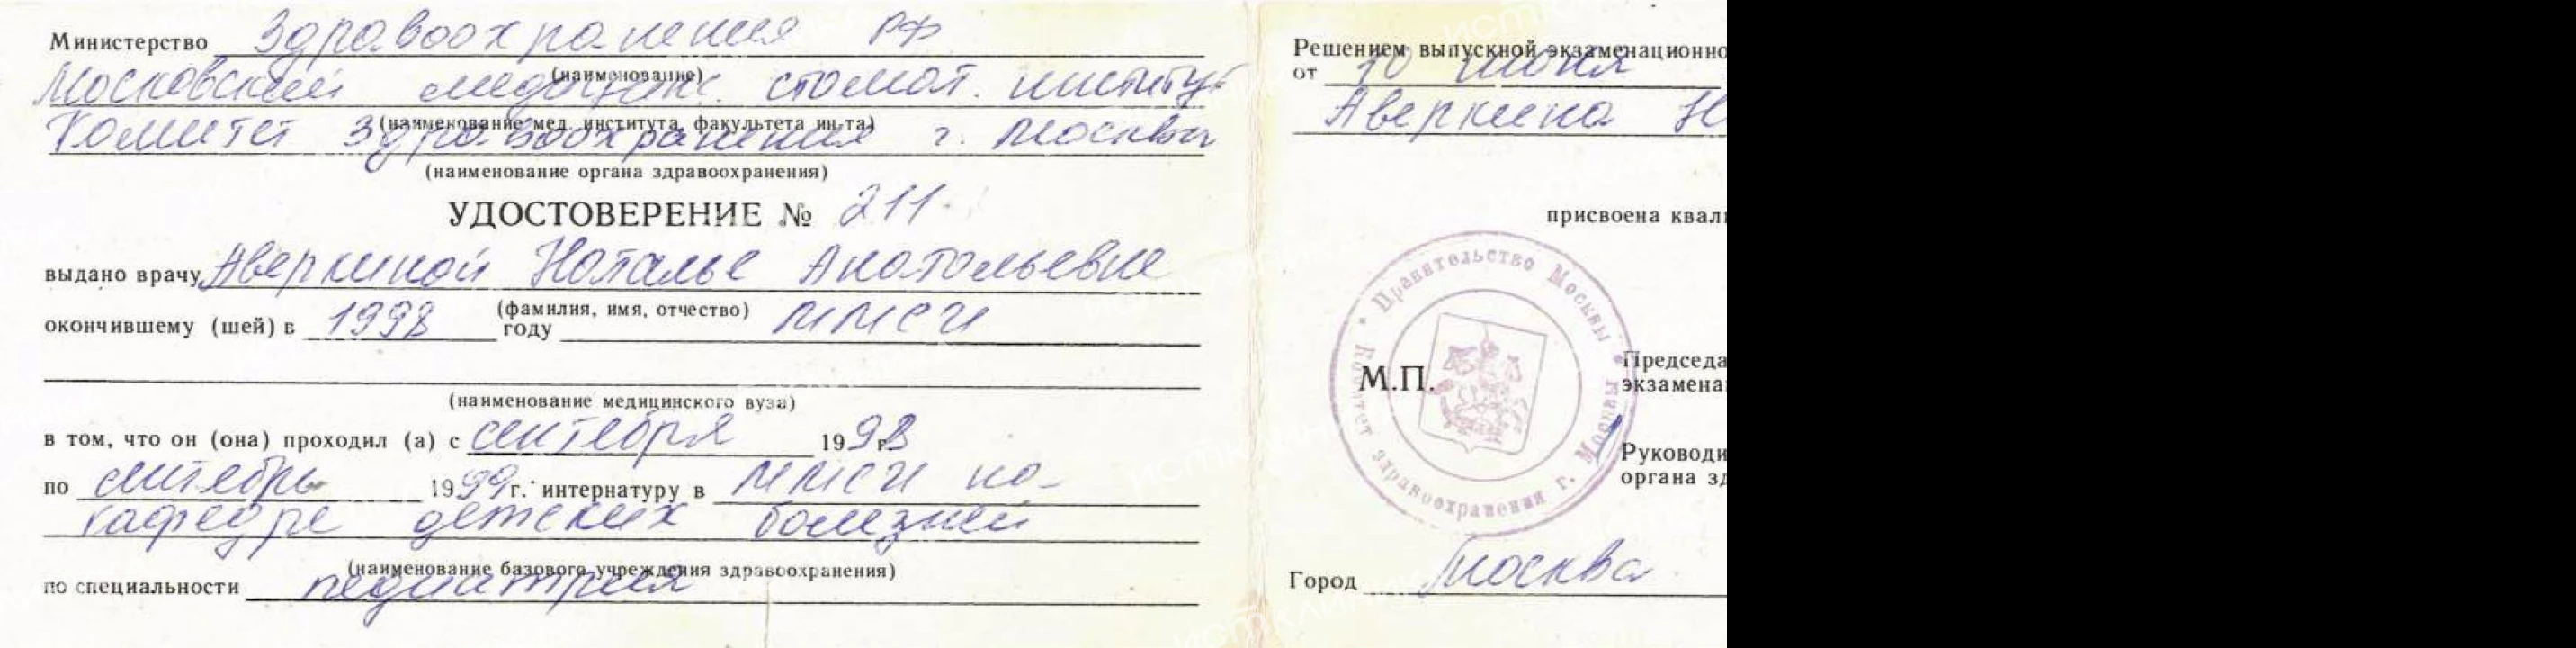 Министерство Здравоохранения РФ
(наименование)
Московский медицинс. стомат. институт
(наименование мед. института, факультета ин-та)
Комитет Здравоохранения г. Москвы
(наименование органа здравоохранения)
УДОСТОВЕРЕНИЕ № 211
выдано врачу Аверкиной Наталье Анатольевне
(фамилия, имя, отчество)
окончившему (шей) в 1998 году ММСИ
(наименование медицинского вуза)
в том, что он (она) проходил (а) с сентября 1998 г.
по сентябрь 1999 г. интернатуру в ММСИ на
кафедре детских болезней
(наименование базового учреждения здравоохранения)
по специальности педиатрия
Решением выпускной экзаменационно
от 10 июня
Аверкина Н
присвоена квали
Правительство Москвы * Комитет здравоохранения г. Москвы *
М.П.
Председа
экзамена
Руководи
органа зд
Город Москва